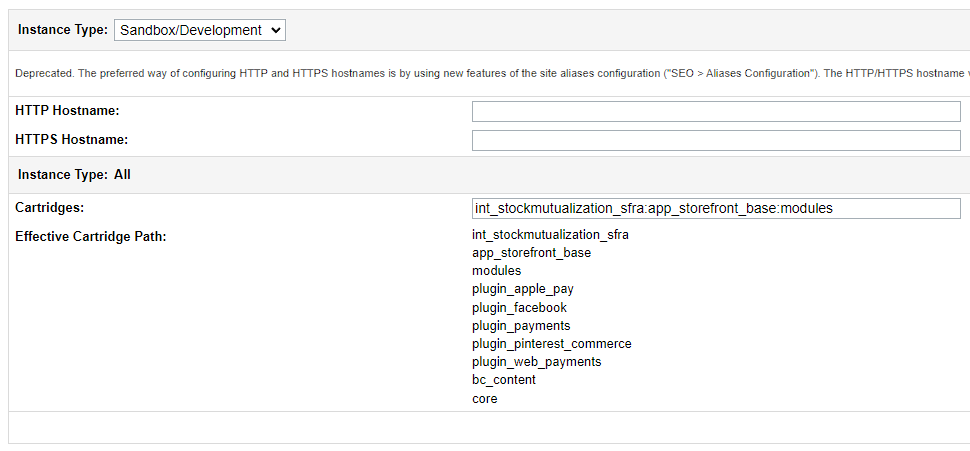 Instance Type: Sandbox/Development
Deprecated. The preferred way of configuring HTTP and HTTPS hostnames is by using new features of the site aliases configuration ("SEO > Aliases Configuration"). The HTTP/HTTPS hostname
HTTP Hostname:
HTTPS Hostname:
Instance Type: All
Cartridges: int_stockmutualization_sfra:app_storefront_base:modules
Effective Cartridge Path: int_stockmutualization_sfra
app_storefront_base
modules
plugin_apple_pay
plugin_facebook
plugin_payments
plugin_pinterest_commerce
plugin_web_payments
bc_content
core